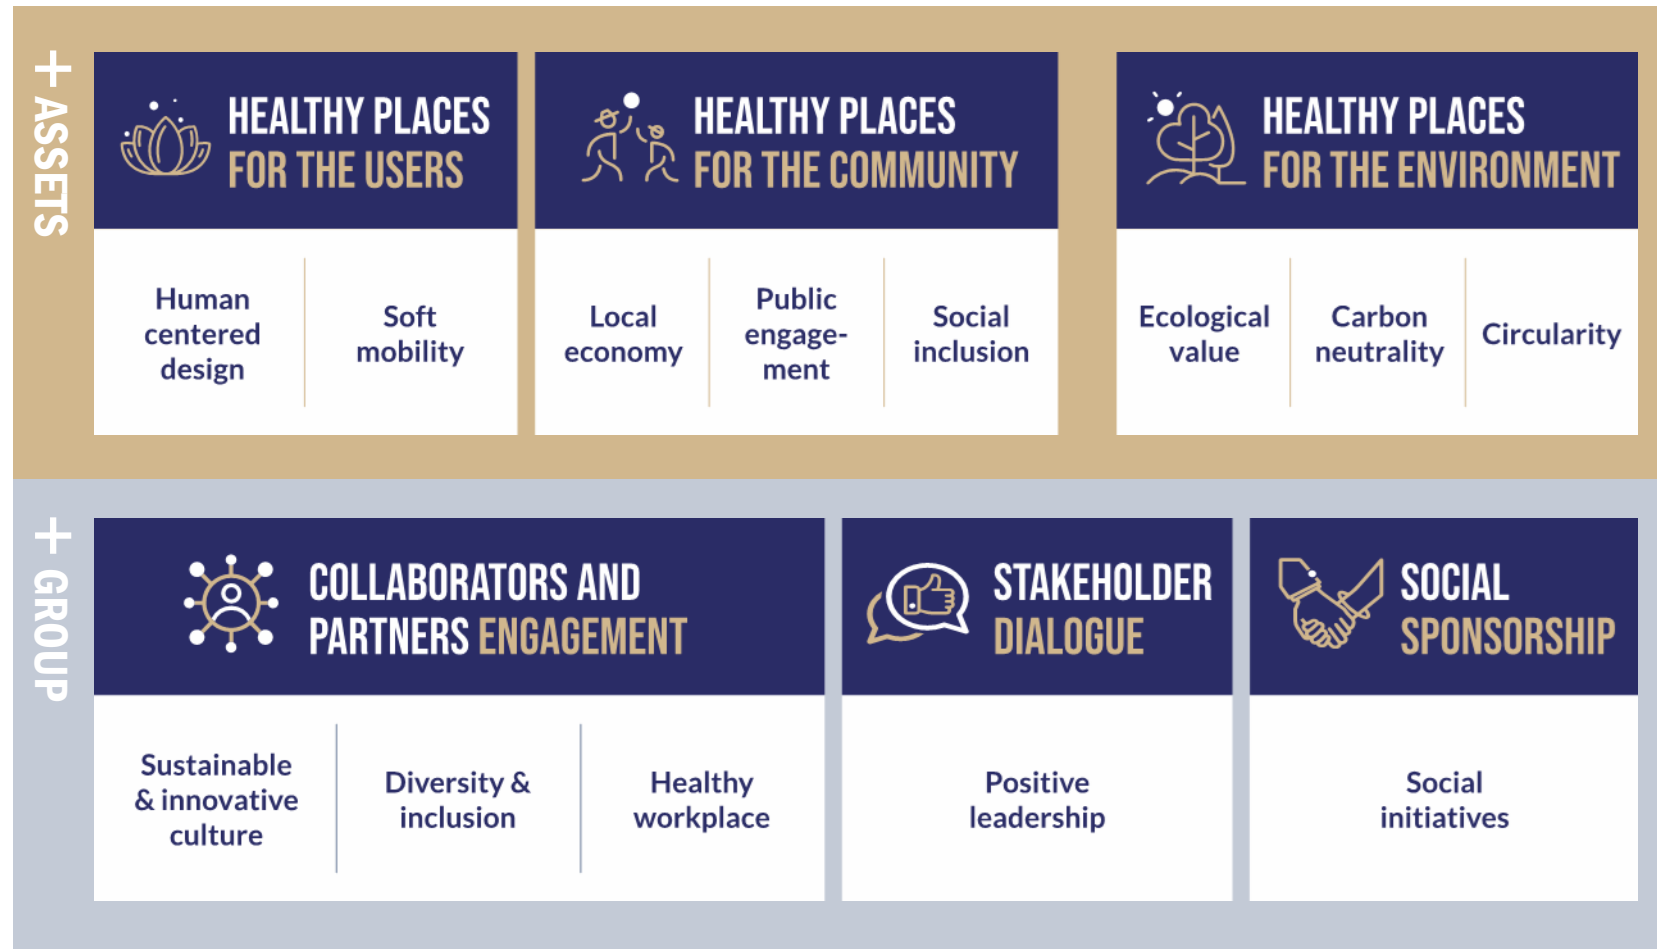 + ASSETS
HEALTHY PLACES
FOR THE USERS
Human
centered
design
Soft
mobility
HEALTHY PLACES
FOR THE COMMUNITY
Local
economy
Public
engage-
ment
Social
inclusion
HEALTHY PLACES
FOR THE ENVIRONMENT
Ecological
value
Carbon
neutrality
Circularity
+ GROUP
COLLABORATORS AND
PARTNERS ENGAGEMENT
Sustainable
& innovative
culture
Diversity &
inclusion
Healthy
workplace
STAKEHOLDER
DIALOGUE
Positive
leadership
SOCIAL
SPONSORSHIP
Social
initiatives